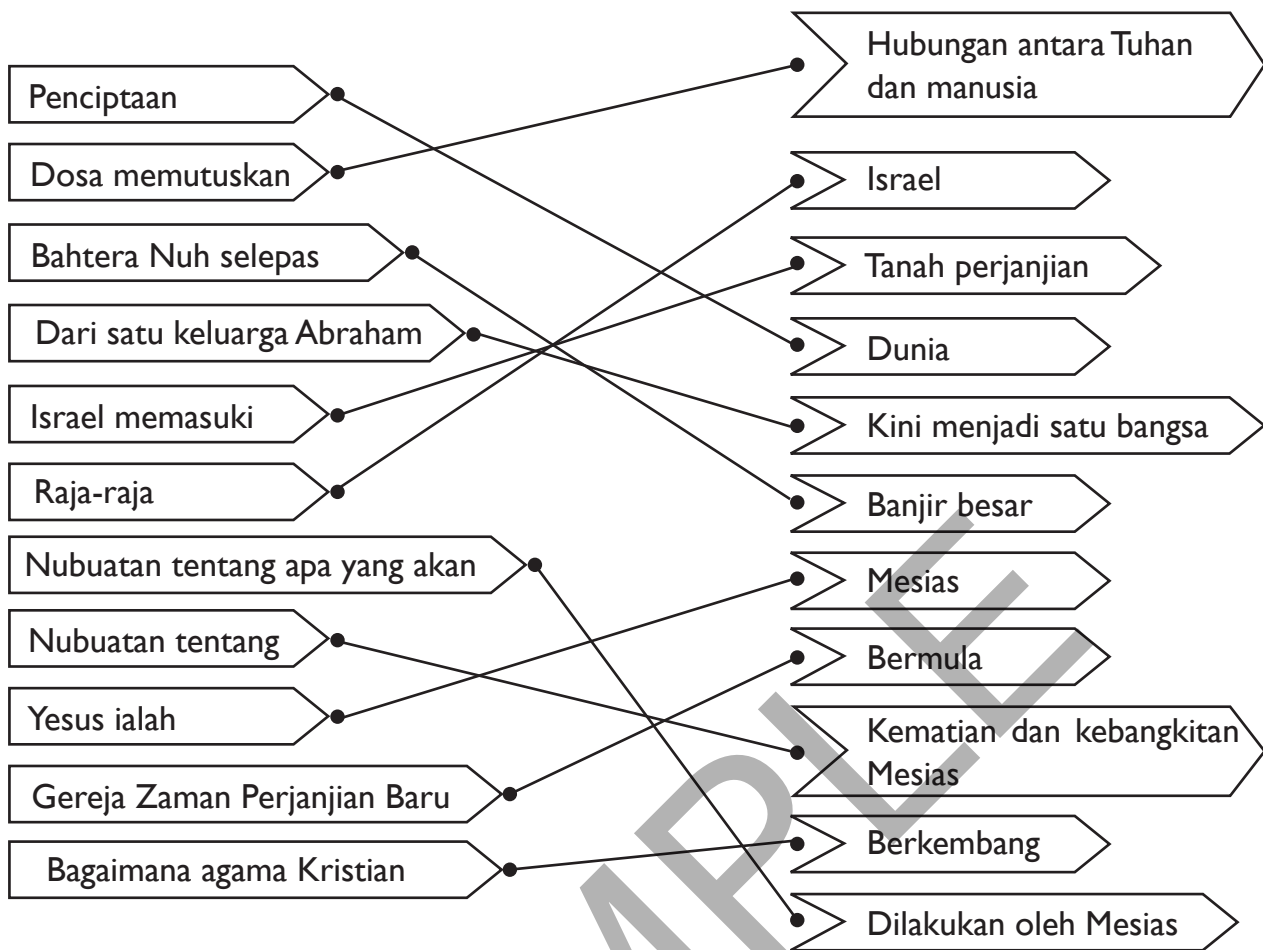 Penciptaan
Dosa memutuskan
Bahtera Nuh selepas
Dari satu keluarga Abraham
Israel memasuki
Raja-raja
Nubuatan tentang apa yang akan
Nubuatan tentang
Yesus ialah
Gereja Zaman Perjanjian Baru
Bagaimana agama Kristian
Hubungan antara Tuhan
dan manusia
Israel
Tanah perjanjian
Dunia
Kini menjadi satu bangsa
Banjir besar
Mesias
Bermula
Kematian dan kebangkitan
Mesias
Berkembang
Dilakukan oleh Mesias
MPLE